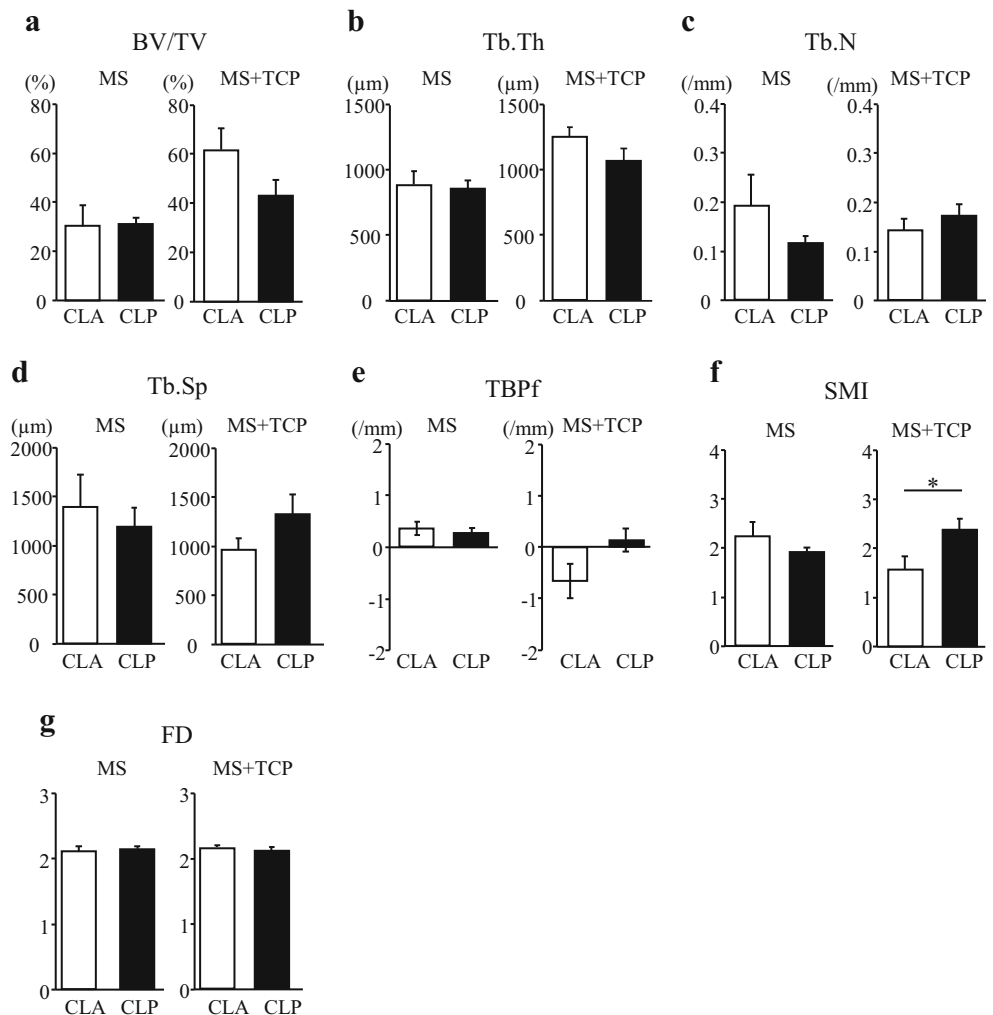 a
BV/TV
(%)
MS
(%)
MS+TCP
80
60
40
20
0
80
60
40
20
0
CLA
CLP
CLA
CLP
b
Tb.Th
(µm)
MS
(µm)
MS+TCP
1500
1000
500
0
1500
1000
500
0
CLA
CLP
CLA
CLP
c
Tb.N
(/mm)
MS
(/mm)
MS+TCP
0.4
0.3
0.2
0.1
0
0.4
0.3
0.2
0.1
0
CLA
CLP
CLA
CLP
d
Tb.Sp
(µm)
MS
(µm)
MS+TCP
2000
1500
1000
500
0
2000
1500
1000
500
0
CLA
CLP
CLA
CLP
e
TBPf
(/mm)
MS
(/mm)
MS+TCP
2
1
0
-1
-2
2
1
0
-1
-2
CLA
CLP
CLA
CLP
f
SMI
MS
MS+TCP
4
3
2
1
0
4
3
2
1
0
*
CLA
CLP
CLA
CLP
g
FD
MS
MS+TCP
3
2
1
0
3
2
1
0
CLA
CLP
CLA
CLP